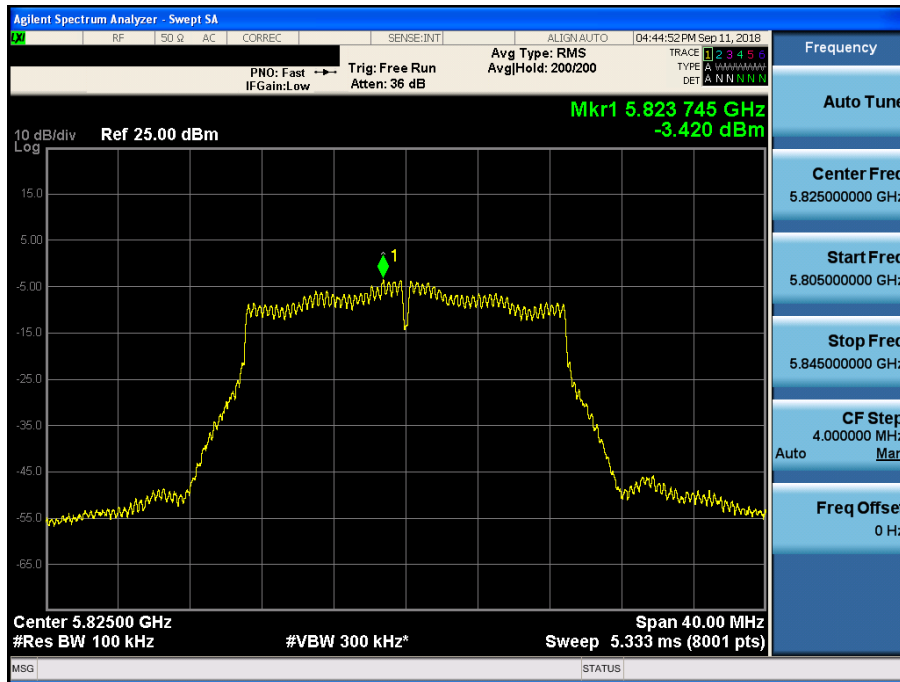 Agilent Spectrum Analyzer - Swept SA
LXI RF 50 Ω AC CORREC SENSE:INT ALIGN AUTO 04:44:52 PM Sep 11, 2018
Frequency
PNO: Fast
IFGain:Low
Trig: Free Run
Atten: 36 dB
Avg Type: RMS
Avg|Hold: 200/200
TRACE 1 2 3 4 5 6
TYPE A
DET A N N N N N
Mkr1 5.823 745 GHz
-3.420 dBm
10 dB/div Ref 25.00 dBm
Log
15.0
5.00
-5.00
-15.0
-25.0
-35.0
-45.0
-55.0
-65.0
1
Center 5.82500 GHz Span 40.00 MHz
#Res BW 100 kHz #VBW 300 kHz* Sweep 5.333 ms (8001 pts)
MSG STATUS
Auto Tune
Center Freq
5.825000000 GHz
Start Freq
5.805000000 GHz
Stop Freq
5.845000000 GHz
CF Step
4.000000 MHz
Auto Man
Freq Offset
0 Hz